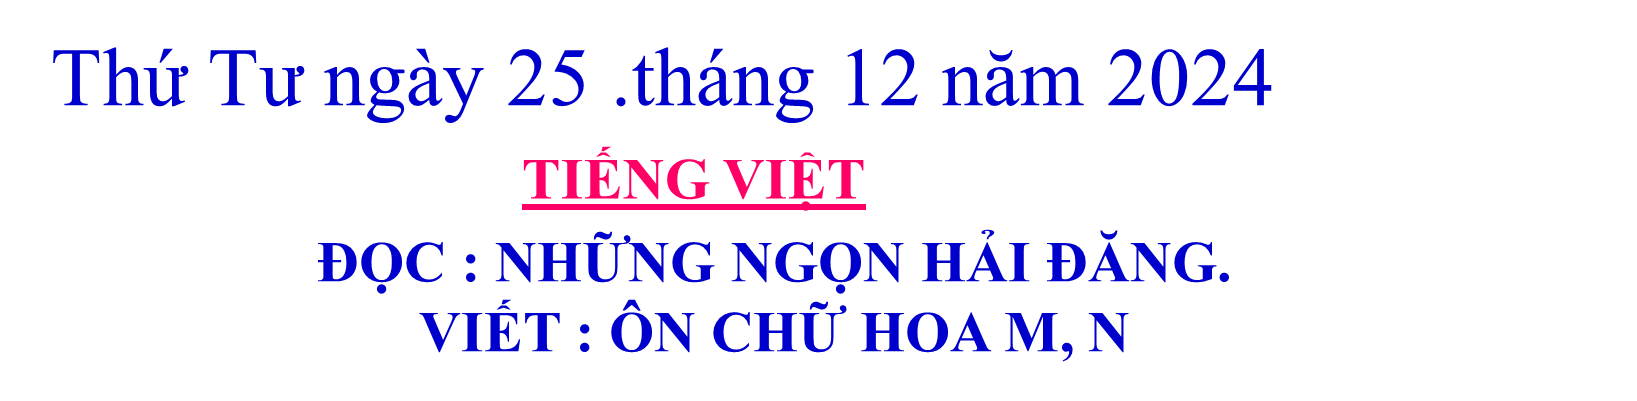 Thứ Tư ngày 25 .tháng 12 năm 2024
TIẾNG VIỆT
ĐỌC : NHỮNG NGỌN HẢI ĐĂNG.
VIẾT : ÔN CHỮ HOA M, N